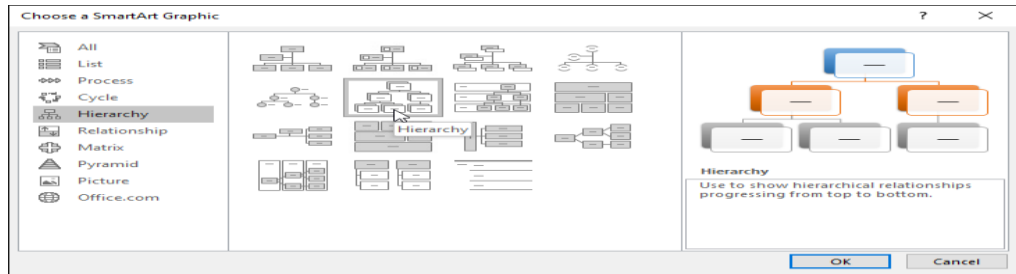 Choose a SmartArt Graphic
?
All
List
Process
Cycle
Hierarchy
Relationship
Matrix
Pyramid
Picture
Office.com
Hierarchy
Hierarchy
Use to show hierarchical relationships
progressing from top to bottom.
OK
Cancel